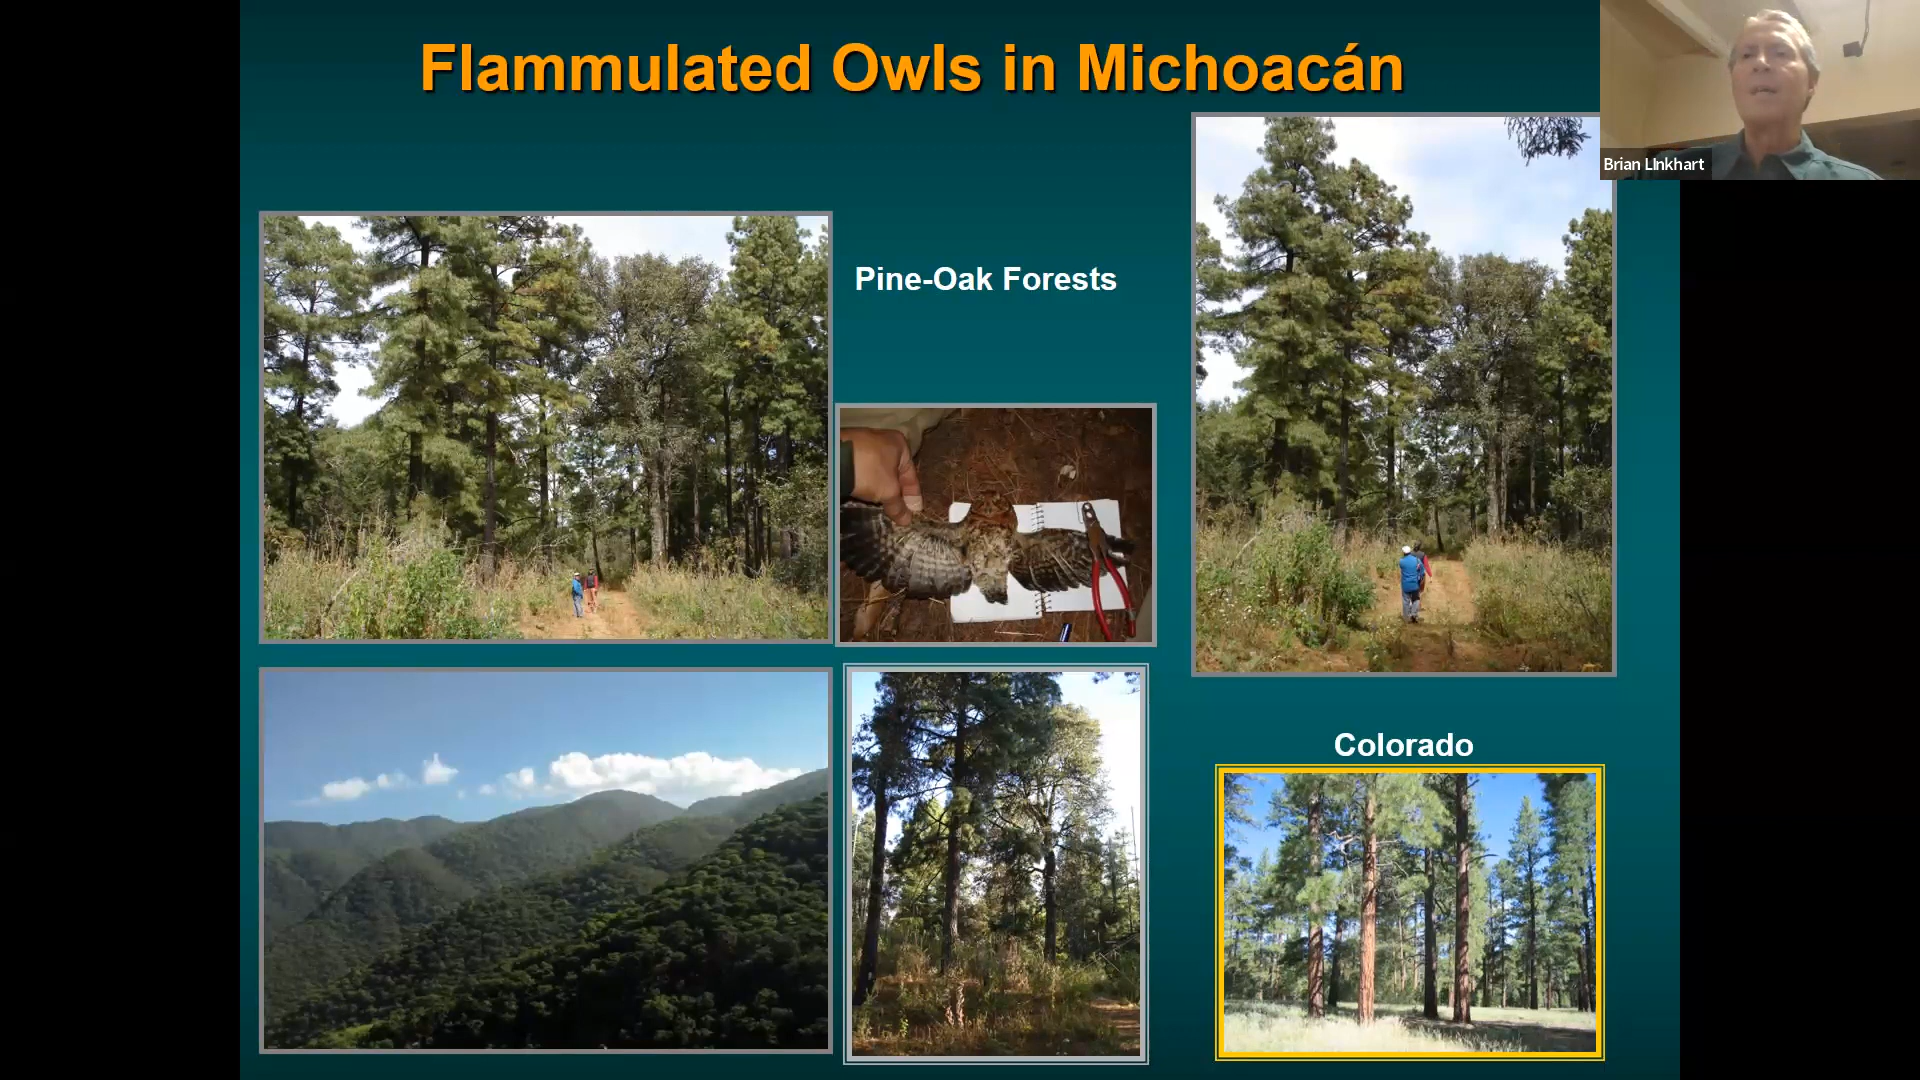 Flammulated Owls in Michoacán
Brian LInkhart
Pine-Oak Forests
Colorado